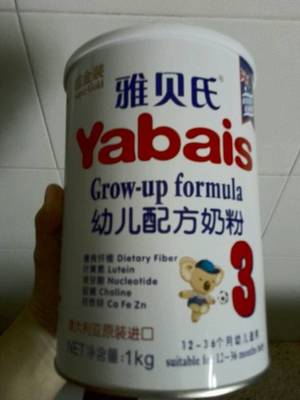 雅贝氏
Yabais
Grow-up formula
幼儿配方奶粉
膳食纤维 Dietary Fiber
叶黄素 Lutein
核苷酸 Nucleotide
胆碱 Choline
钙铁锌 Ca Fe Zn
3
澳大利亚原装进口
12-36个月幼儿适用
NET净含量:1kg
suitable for 12-36 months